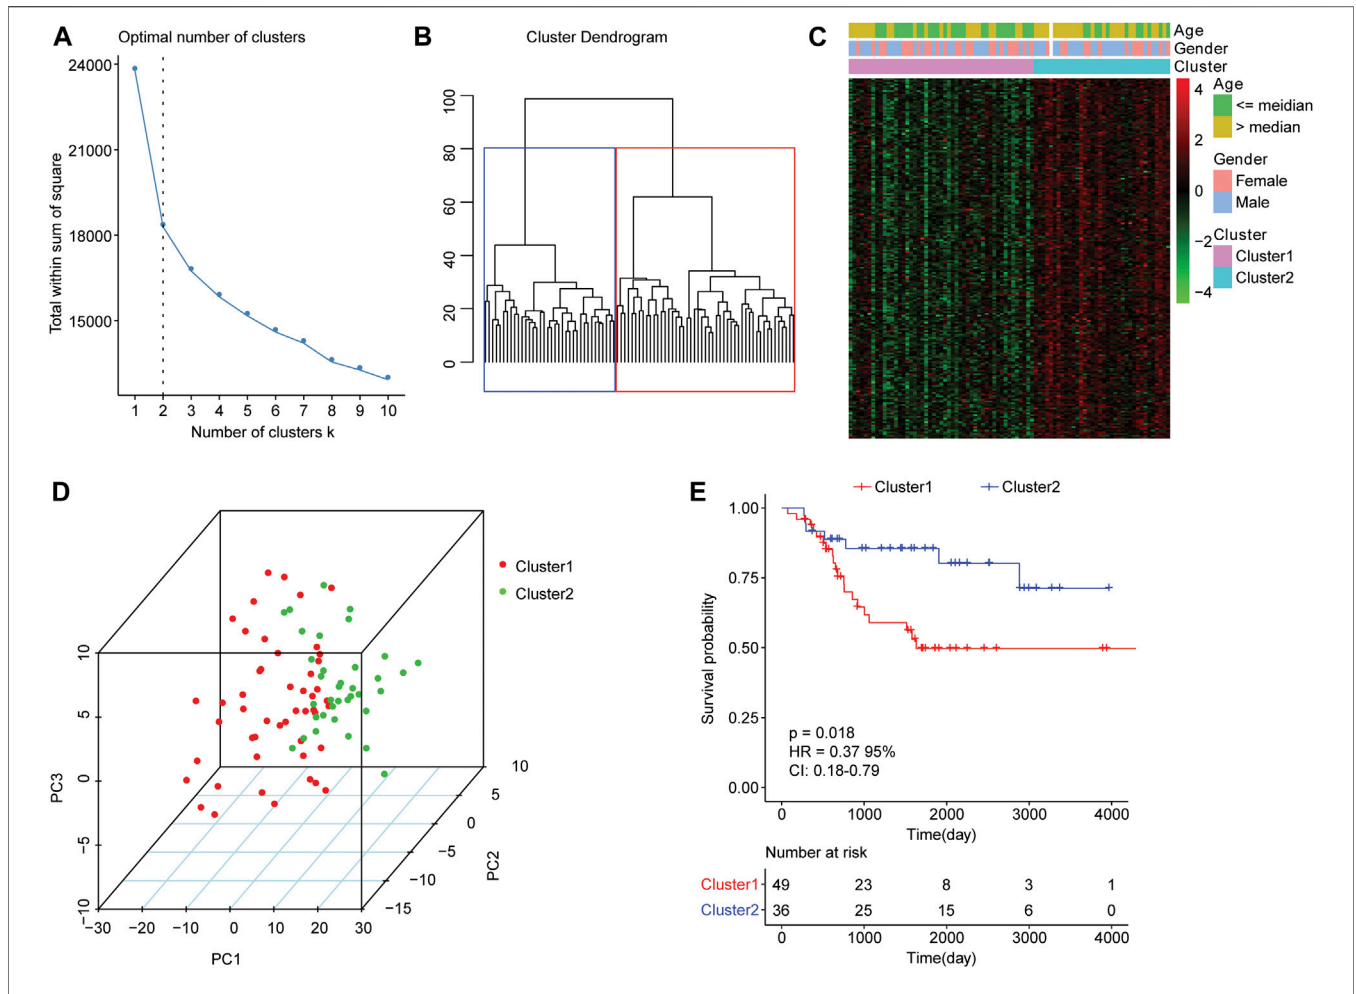 A
Optimal number of clusters
24000
21000
18000
15000
Total within sum of square
1 2 3 4 5 6 7 8 9 10
Number of clusters k
B
Cluster Dendrogram
100
80
60
40
20
0
C
Age
Gender
Cluster
4
2
0
−2
−4
Age
<= meidian
> median
Gender
Female
Male
Cluster
Cluster1
Cluster2
D
Cluster1
Cluster2
10
5
0
−5
−10
PC3
−30 −20 −10 0 10 20 30
PC1
10
5
0
−5
−10
−15
PC2
E
Cluster1 Cluster2
1.00
0.75
0.50
0.25
0.00
Survival probability
p = 0.018
HR = 0.37 95%
CI: 0.18-0.79
0 1000 2000 3000 4000
Time(day)
Number at risk
Cluster1 49 23 8 3 1
Cluster2 36 25 15 6 0
0 1000 2000 3000 4000
Time(day)